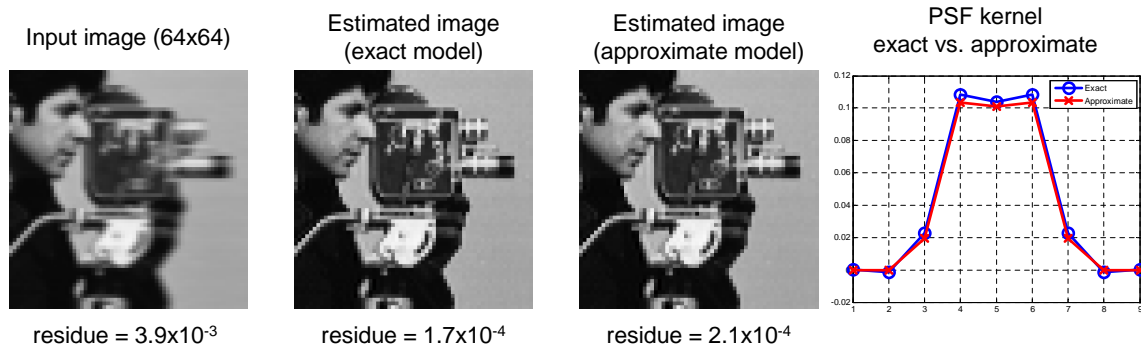 Input image (64x64)
Estimated image
(exact model)
Estimated image
(approximate model)
PSF kernel
exact vs. approximate
0.12
0.1
0.08
0.06
0.04
0.02
0
-0.02
1 2 3 4 5 6 7 8 9
Exact
Approximate
residue = 3.9x10⁻³
residue = 1.7x10⁻⁴
residue = 2.1x10⁻⁴